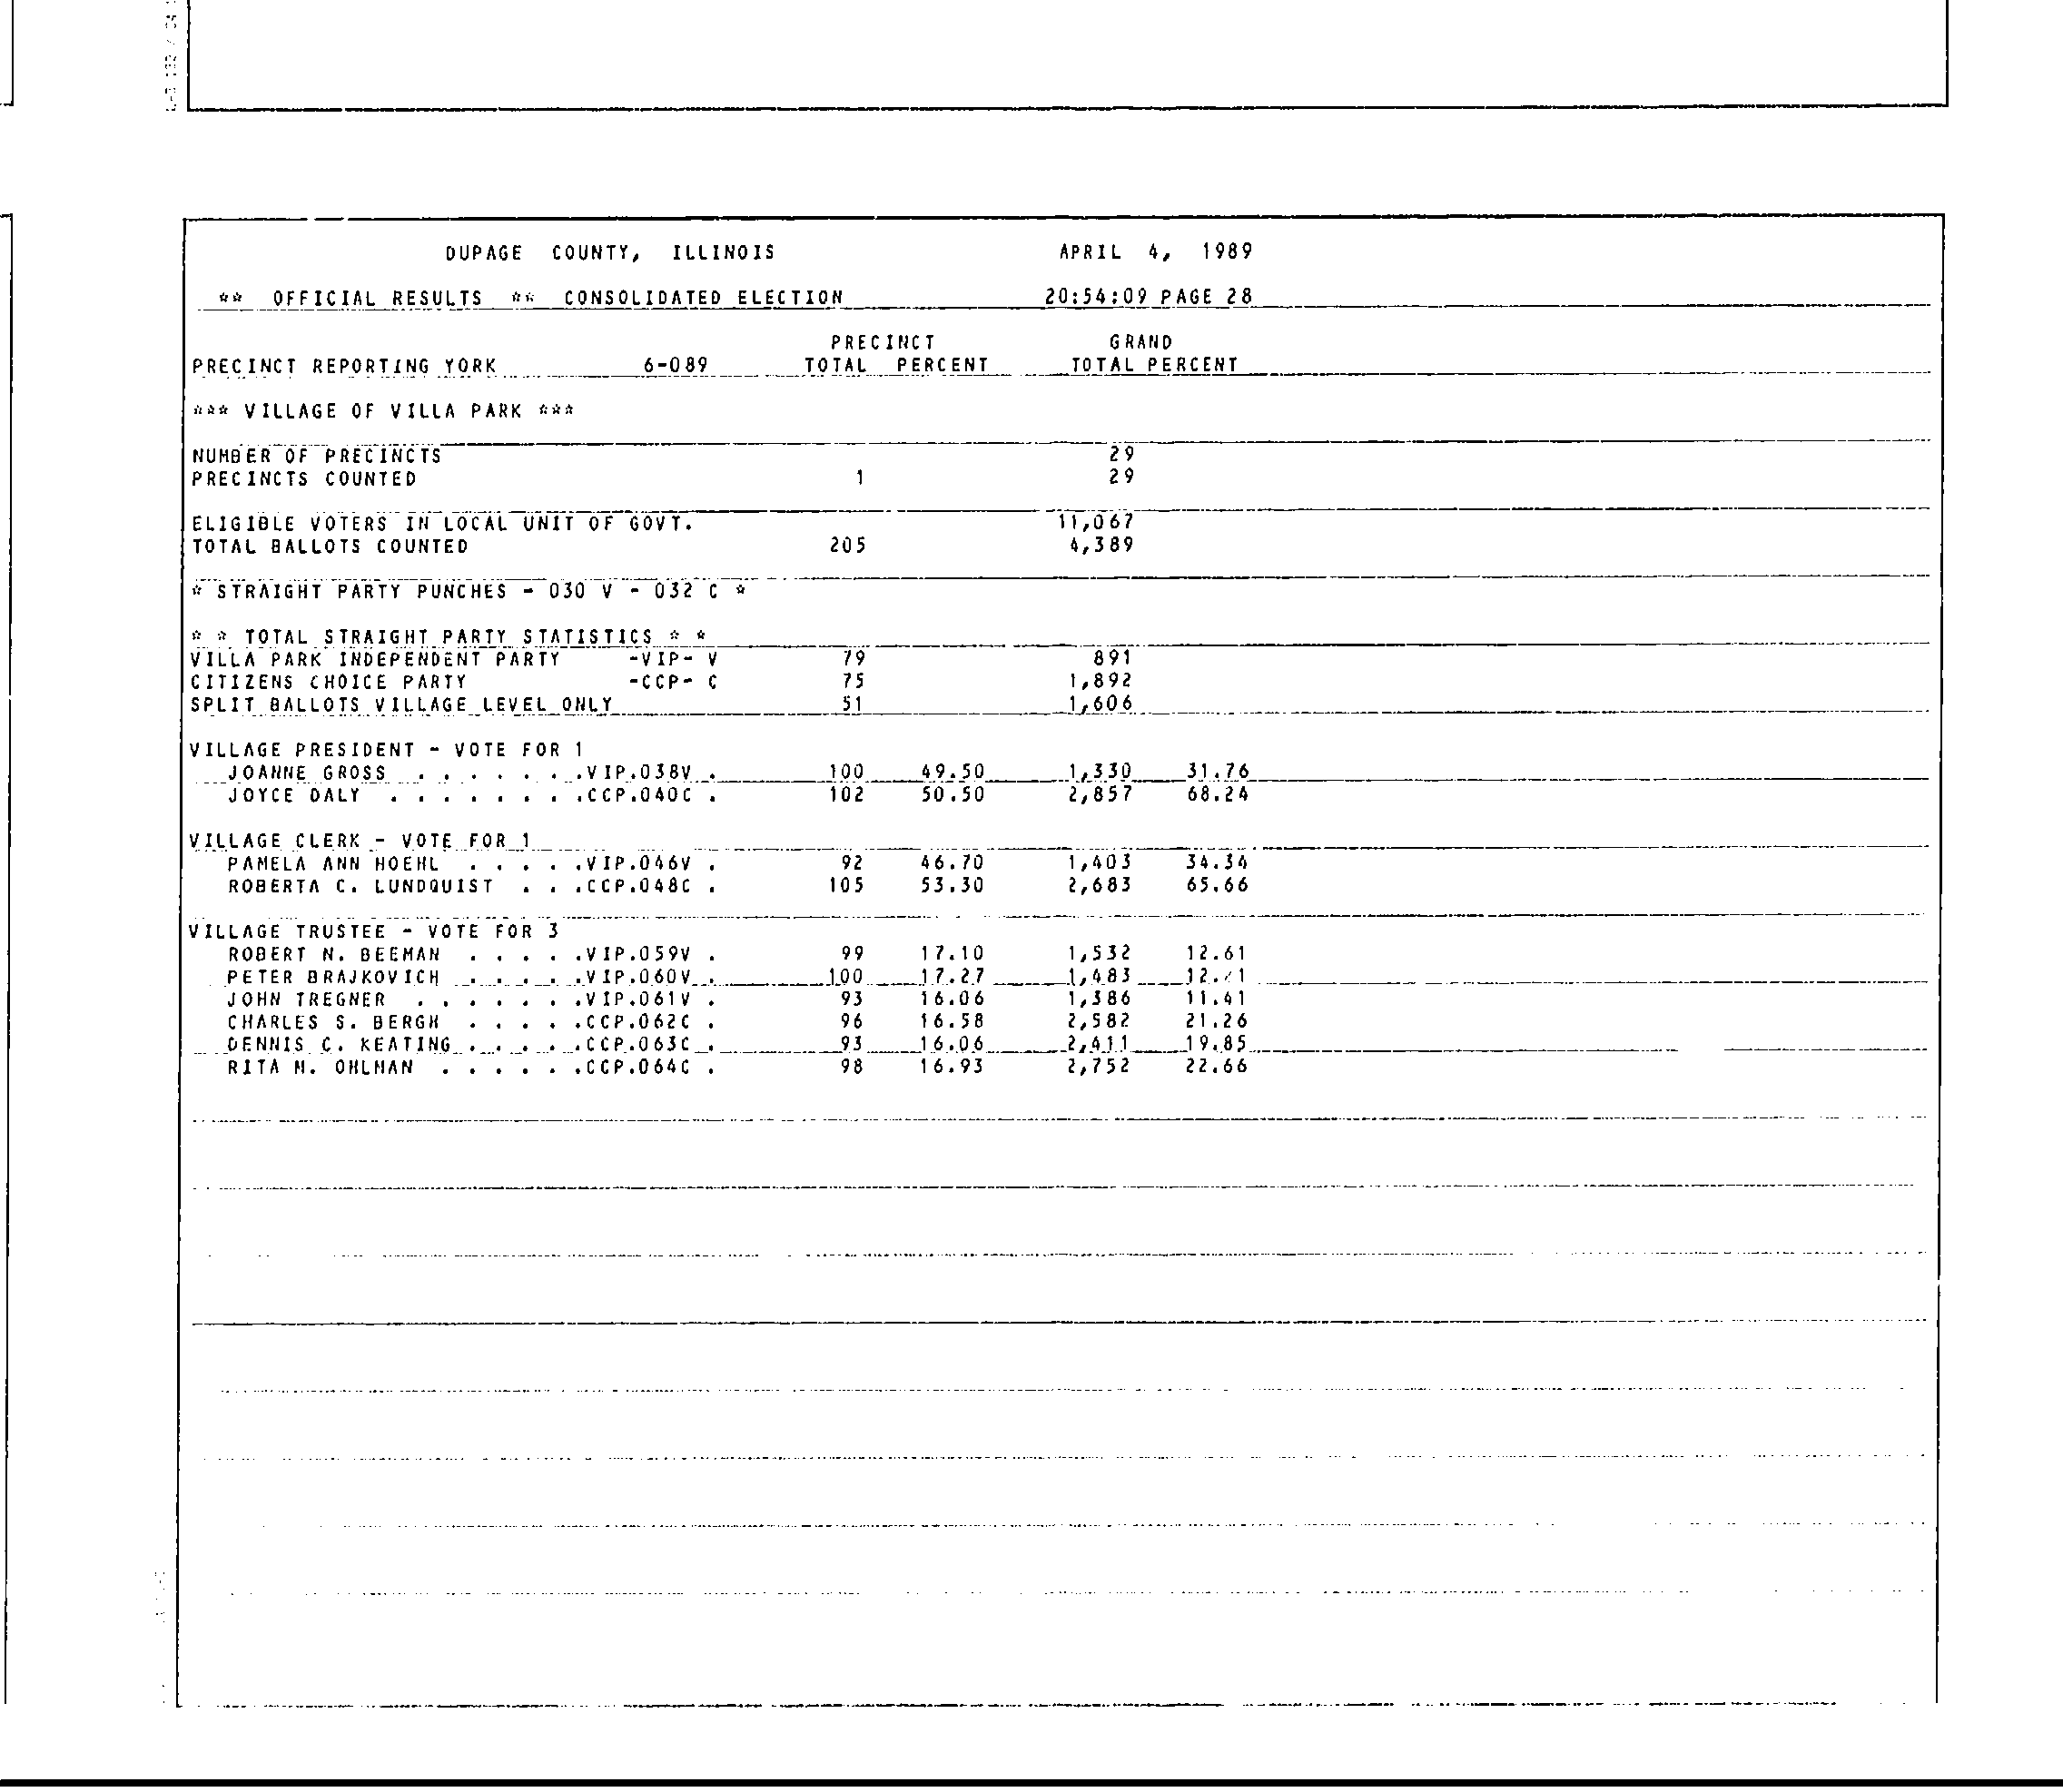 DUPAGE COUNTY, ILLINOIS APRIL 4, 1989
** OFFICIAL RESULTS ** CONSOLIDATED ELECTION 20:54:09 PAGE 28
PRECINCT GRAND
PRECINCT REPORTING YORK 6-089 TOTAL PERCENT TOTAL PERCENT
*** VILLAGE OF VILLA PARK ***
NUMBER OF PRECINCTS 29
PRECINCTS COUNTED 1 29
ELIGIBLE VOTERS IN LOCAL UNIT OF GOVT. 11,067
TOTAL BALLOTS COUNTED 205 4,389
* STRAIGHT PARTY PUNCHES - 030 V - 032 C *
* * TOTAL STRAIGHT PARTY STATISTICS * *
VILLA PARK INDEPENDENT PARTY -VIP- V 79 891
CITIZENS CHOICE PARTY -CCP- C 75 1,892
SPLIT BALLOTS VILLAGE LEVEL ONLY 51 1,606
VILLAGE PRESIDENT - VOTE FOR 1
JOANNE GROSS . . . . . . .VIP.038V . 100 49.50 1,330 31.76
JOYCE DALY . . . . . . . .CCP.040C . 102 50.50 2,857 68.24
VILLAGE CLERK - VOTE FOR 1
PAMELA ANN HOEHL . . . . .VIP.046V . 92 46.70 1,403 34.34
ROBERTA C. LUNDQUIST . . .CCP.048C . 105 53.30 2,683 65.66
VILLAGE TRUSTEE - VOTE FOR 3
ROBERT N. BEEMAN . . . . .VIP.059V . 99 17.10 1,532 12.61
PETER BRAJKOVICH . . . . .VIP.060V . 100 17.27 1,483
JOHN TREGNER . . . . . . .VIP.061V . 93 16.06 1,386 11.41
CHARLES S. BERGH . . . . .CCP.062C . 96 16.58 2,582 21.26
DENNIS C. KEATING . . . . .CCP.063C . 93 16.06 2,411 19.85
RITA M. OHLMAN . . . . . .CCP.064C . 98 16.93 2,752 22.66